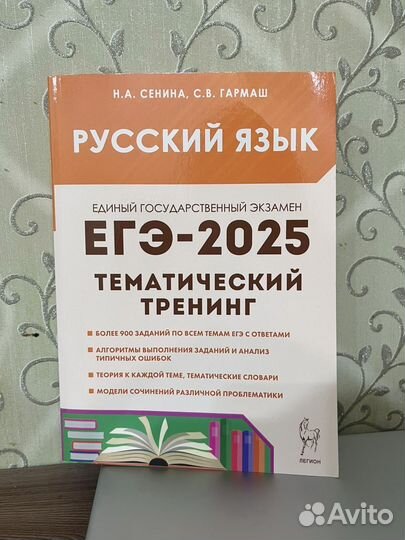 Н.А. СЕНИНА, С.В. ГАРМАШ
РУССКИЙ ЯЗЫК
ЕДИНЫЙ ГОСУДАРСТВЕННЫЙ ЭКЗАМЕН
ЕГЭ-2025
ТЕМАТИЧЕСКИЙ
ТРЕНИНГ
БОЛЕЕ 900 ЗАДАНИЙ ПО ВСЕМ ТЕМАМ ЕГЭ С ОТВЕТАМИ
АЛГОРИТМЫ ВЫПОЛНЕНИЯ ЗАДАНИЙ И АНАЛИЗ
ТИПИЧНЫХ ОШИБОК
ТЕОРИЯ К КАЖДОЙ ТЕМЕ, ТЕМАТИЧЕСКИЕ СЛОВАРИ
МОДЕЛИ СОЧИНЕНИЙ РАЗЛИЧНОЙ ПРОБЛЕМАТИКИ
ЛЕГИОН
Avito